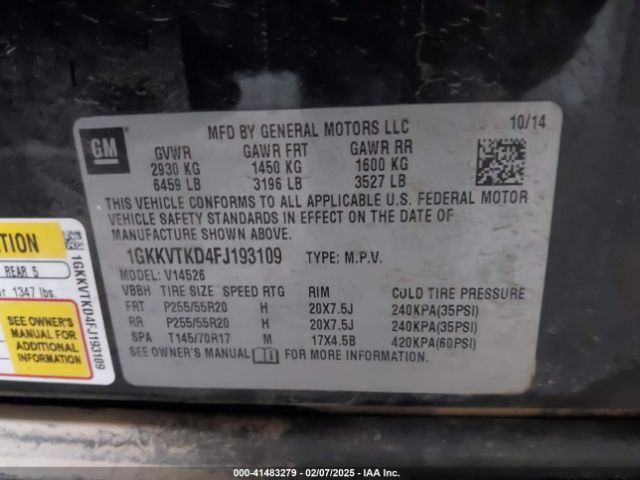 GM
MFD BY GENERAL MOTORS LLC
10/14
GVWR GAWR FRT GAWR RR
2930 KG 1450 KG 1600 KG
6459 LB 3196 LB 3527 LB
THIS VEHICLE CONFORMS TO ALL APPLICABLE U.S. FEDERAL MOTOR
VEHICLE SAFETY STANDARDS IN EFFECT ON THE DATE OF
MANUFACTURE SHOWN ABOVE.
1GKKVTKD4FJ193109 TYPE: M.P.V.
MODEL: V14526
VBBH TIRE SIZE SPEED RTG RIM COLD TIRE PRESSURE
FRT P255/55R20 H 20X7.5J 240KPA(35PSI)
RR P255/55R20 H 20X7.5J 240KPA(35PSI)
SPA T145/70R17 M 17X4.5B 420KPA(60PSI)
SEE OWNER'S MANUAL FOR MORE INFORMATION.
TION
REAR 5
r 1347 lbs.
SEE OWNER'S
MANUAL FOR
ADDITIONAL
INFORMATION
1GKKVTKD4FJ193109
000-41483279 - 02/07/2025 - IAA Inc.